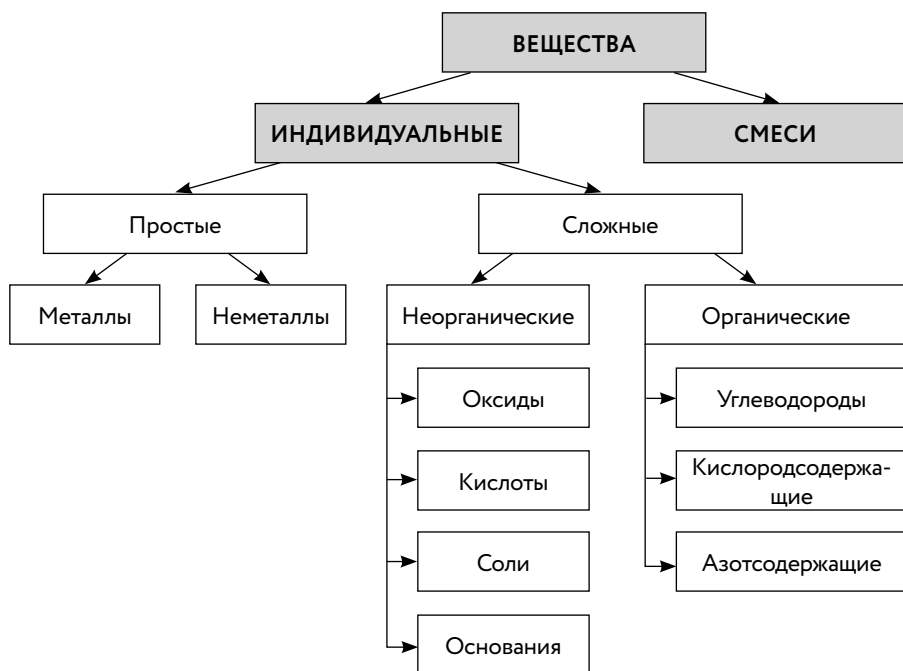 ВЕЩЕСТВА
ИНДИВИДУАЛЬНЫЕ
СМЕСИ
Простые
Сложные
Металлы
Неметаллы
Неорганические
Органические
Оксиды
Углеводороды
Кислоты
Кислородсодержа-
щие
Соли
Азотсодержащие
Основания